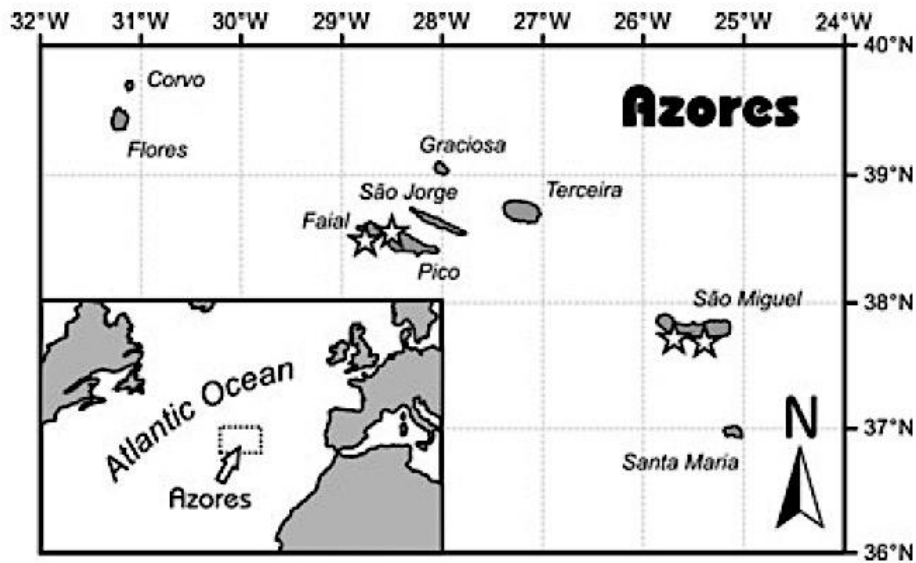 32°W 31°W 30°W 29°W 28°W 27°W 26°W 25°W 24°W
40°N
Corvo
Azores
Flores
Graciosa
39°N
São Jorge
Terceira
Faial
Pico
38°N
São Miguel
Atlantic Ocean
N
37°N
Santa Maria
Azores
36°N